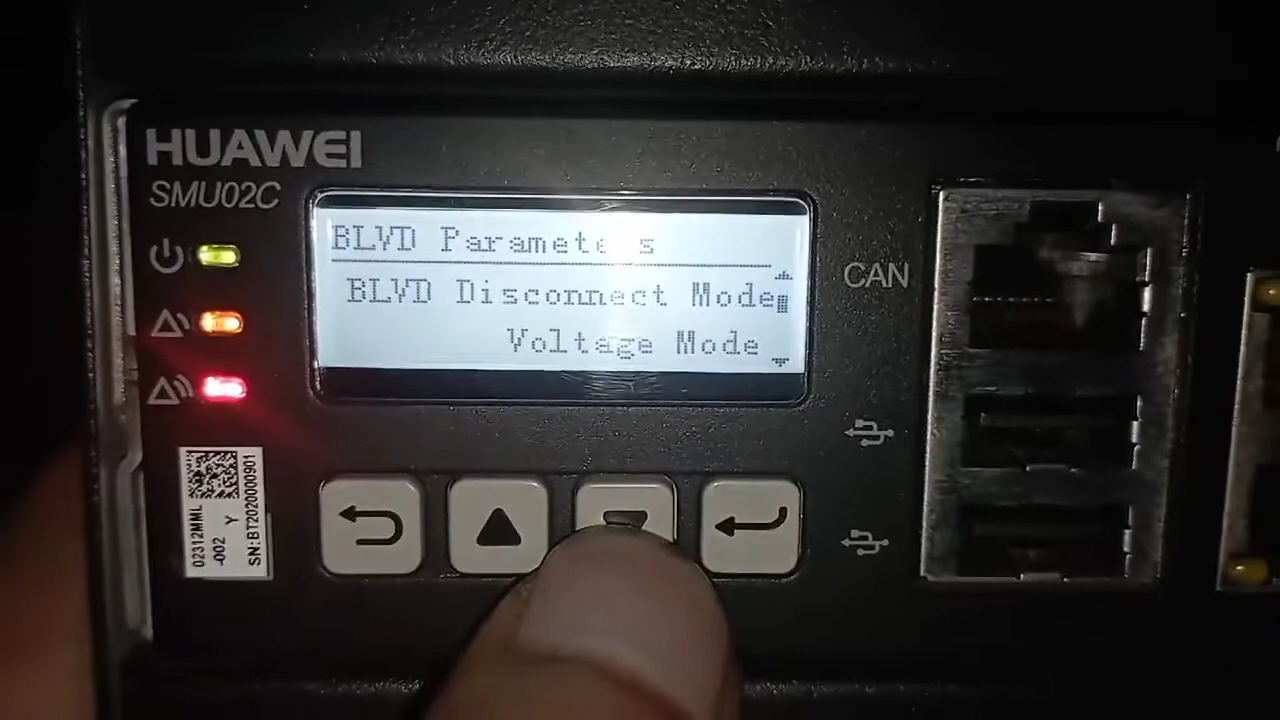 HUAWEI
SMU02C
BLVD Parameters
BLVD Disconnect Mode
Voltage Mode
CAN
02312MML
-002 Y
SN:BT2020000901